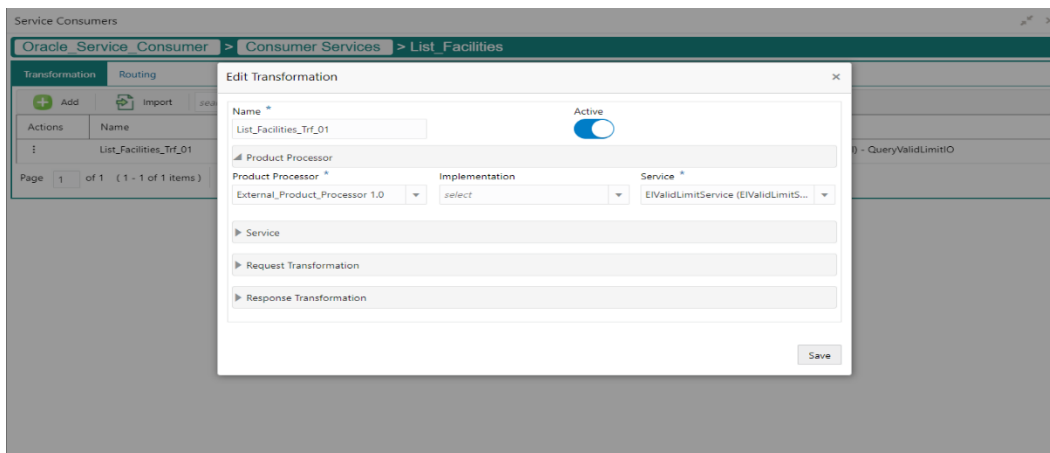 Service Consumers
Oracle_Service_Consumer > Consumer Services > List_Facilities
Transformation Routing
Edit Transformation
Add Import
Name * Active
List_Facilities_Trf_01
Actions Name
List_Facilities_Trf_01 - QueryValidLimitIO
Product Processor
Page 1 of 1 (1 - 1 of 1 items)
Product Processor * Implementation Service *
External_Product_Processor 1.0 select EIValidLimitService (EIValidLimitS...
Service
Request Transformation
Response Transformation
Save